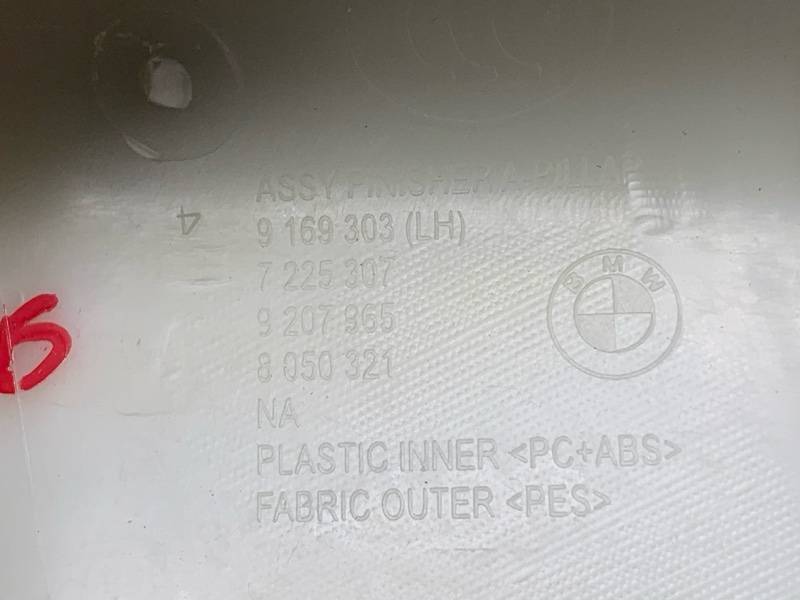 ASSY FINISHER A-PILLAR
4
9 169 303 (LH)
7 225 307
9 207 965
8 050 321
BMW
NA
PLASTIC INNER <PC+ABS>
FABRIC OUTER <PES>